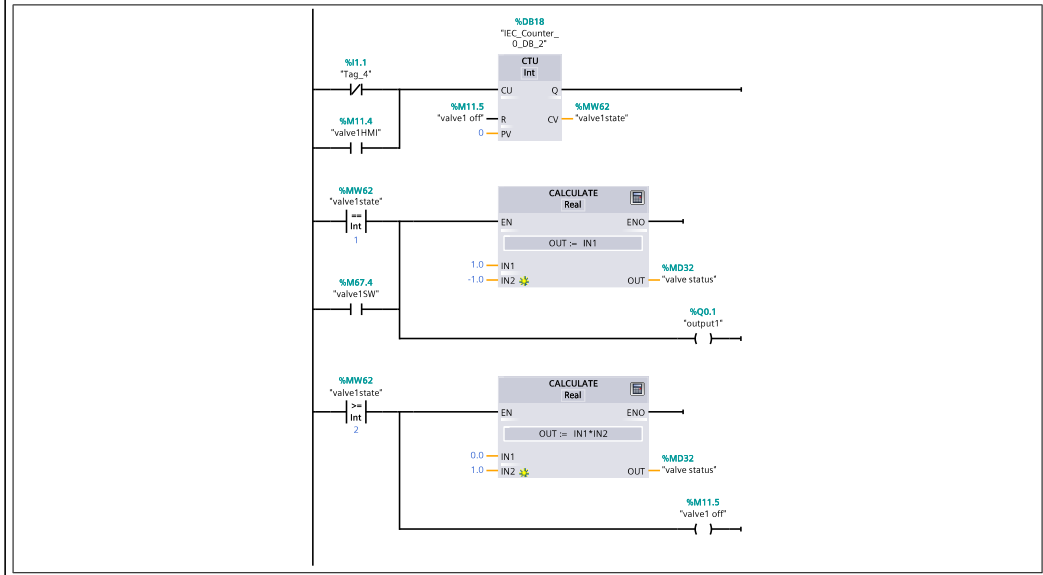 %DB18
"IEC_Counter_
0_DB_2"
CTU
Int
%I1.1
"Tag_4"
CU
Q
%M11.5
"valve1 off"
R
%MW62
CV
"valve1state"
%M11.4
"valve1HMI"
0
PV
%MW62
"valve1state"
==
Int
1
CALCULATE
Real
EN
ENO
OUT := IN1
1.0
IN1
-1.0
IN2
%MD32
OUT
"valve status"
%M67.4
"valve1SW"
%Q0.1
"output1"
%MW62
"valve1state"
>=
Int
2
CALCULATE
Real
EN
ENO
OUT := IN1*IN2
0.0
IN1
1.0
IN2
%MD32
OUT
"valve status"
%M11.5
"valve1 off"